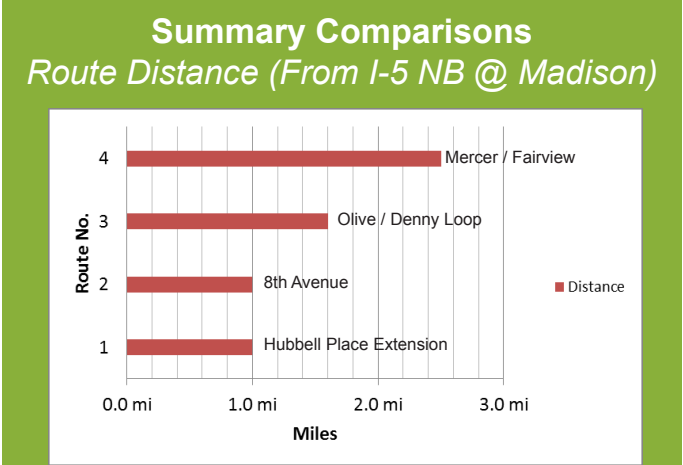 Summary Comparisons
Route Distance (From I-5 NB @ Madison)
4
Mercer / Fairview
3
Olive / Denny Loop
Route No.
2
8th Avenue
Distance
1
Hubbell Place Extension
0.0 mi 1.0 mi 2.0 mi 3.0 mi
Miles